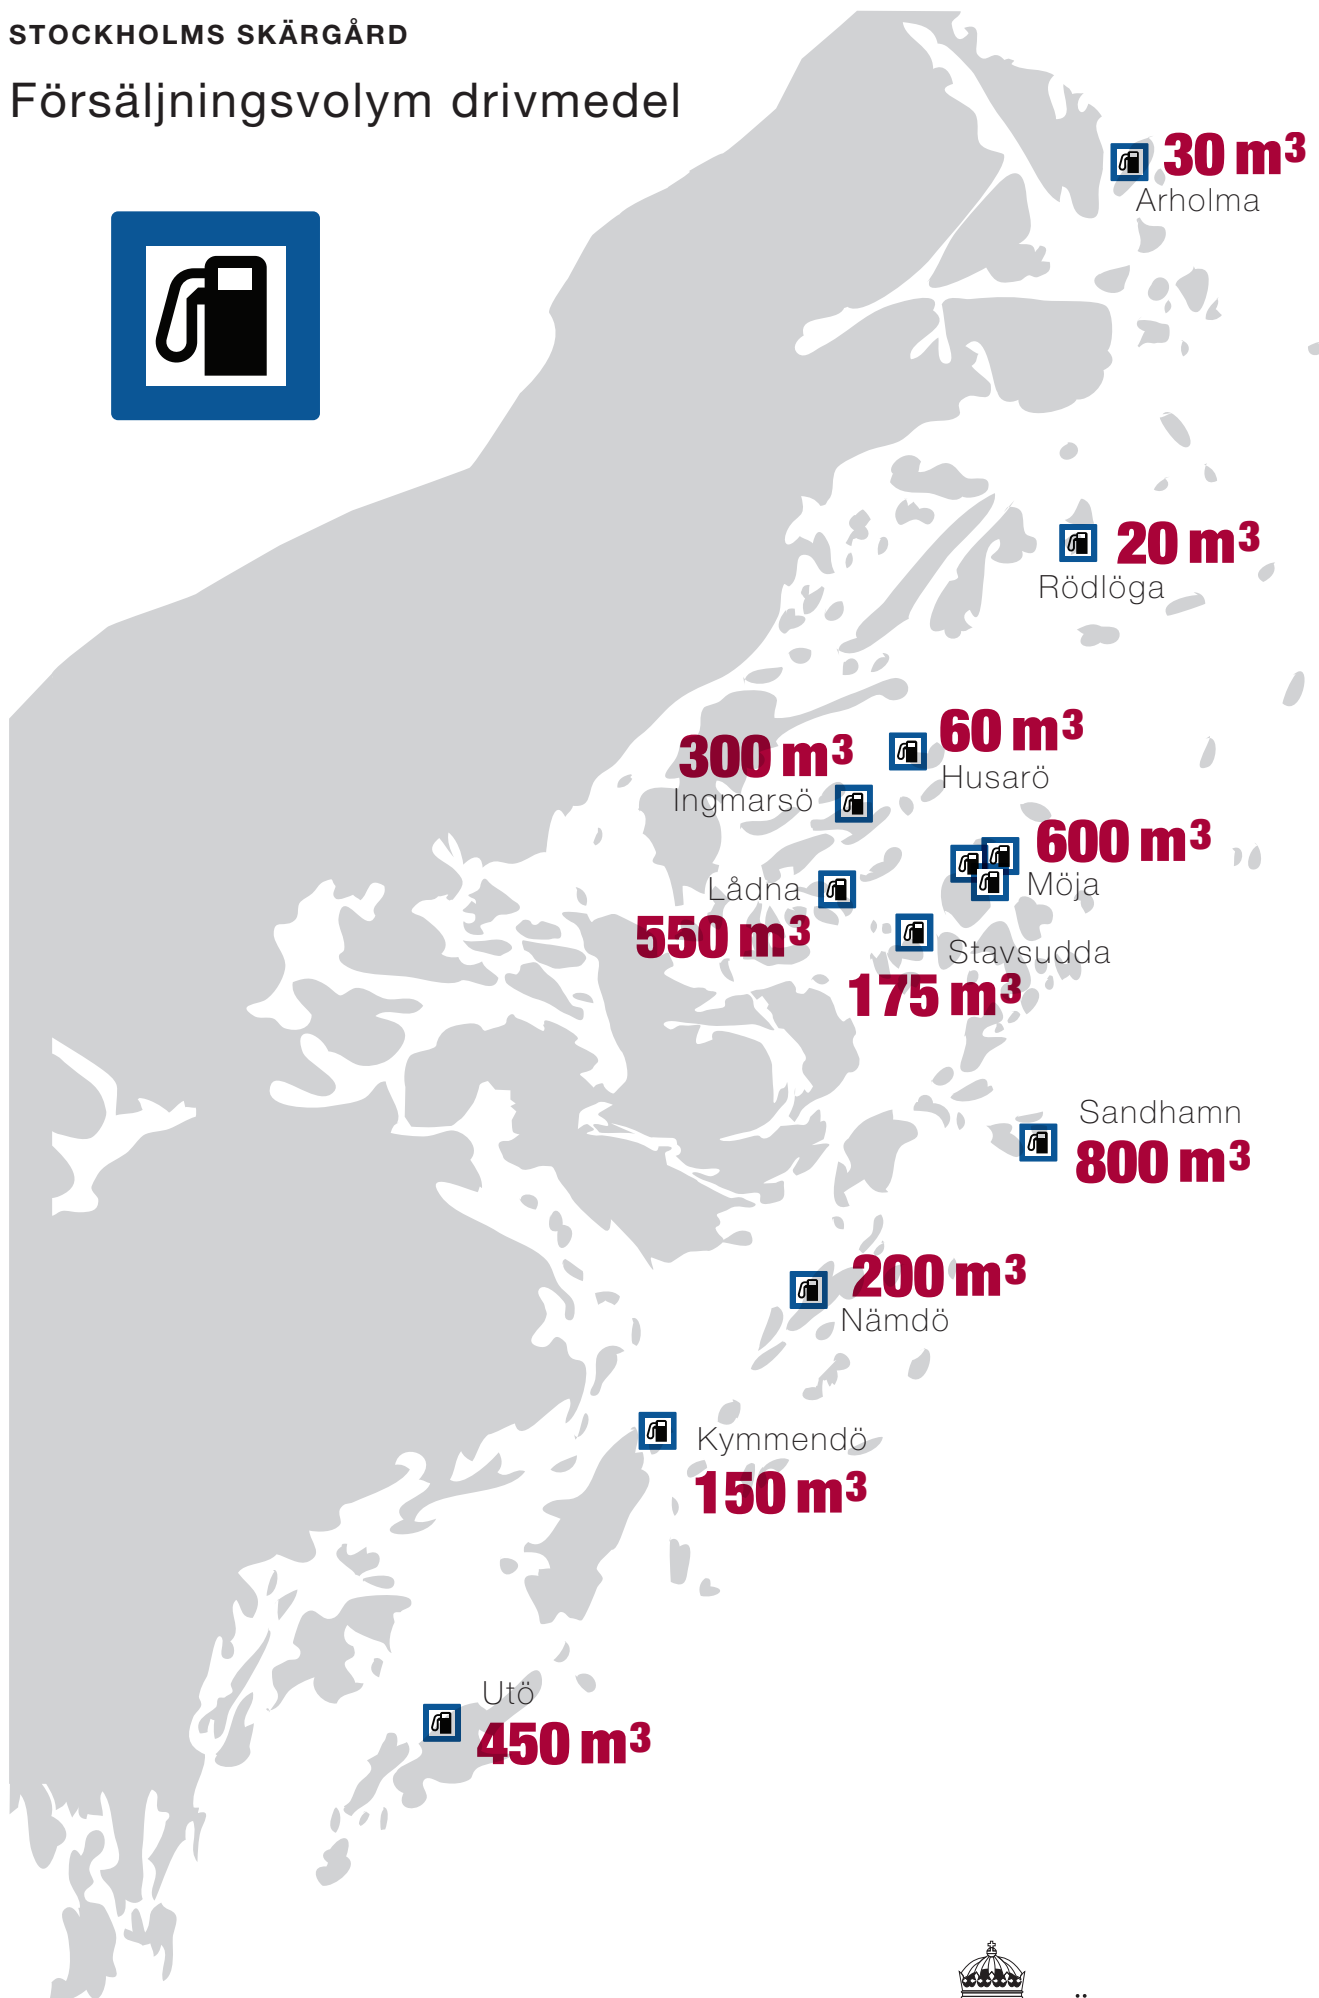 STOCKHOLMS SKÄRGÅRD
Försäljningsvolym drivmedel
30 m³
Arholma
20 m³
Rödlöga
60 m³
Husarö
300 m³
Ingmarsö
600 m³
Möja
Lådna
550 m³
Stavsudda
175 m³
Sandhamn
800 m³
200 m³
Nämdö
Kymmendö
150 m³
Utö
450 m³